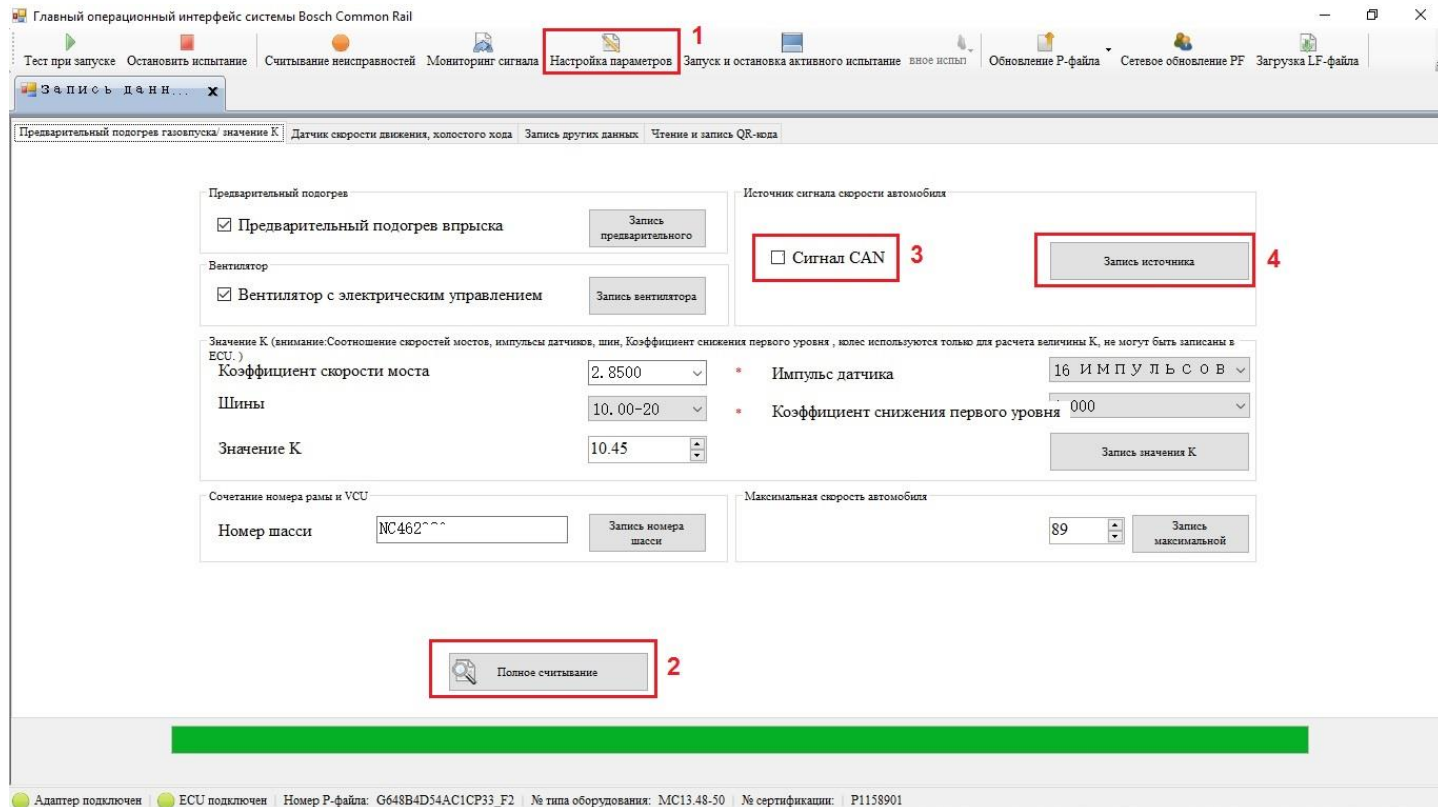 Главный операционный интерфейс системы Bosch Common Rail
1
Тест при запуске Остановить испытание Считывание неисправностей Мониторинг сигнала Настройка параметров Запуск и остановка активного испытание вное испыт Обновление Р-файла Сетевое обновление PF Загрузка LF-файла
Запись данн... x
Предварительный подогрев газовпуска/ значение К Датчик скорости движения, холостого хода Запись других данных Чтение и запись QR-кода
Предварительный подогрев
Источник сигнала скорости автомобиля
Предварительный подогрев впрыска
Запись предварительного
Сигнал CAN
3
Запись источника
4
Вентилятор
Вентилятор с электрическим управлением
Запись вентилятора
Значение К (внимание:Соотношение скоростей мостов, импульсы датчиков, шин, Коэффициент снижения первого уровня , колес используются только для расчета величины К, не могут быть записаны в
ECU. )
Коэффициент скорости моста
2.8500
* Импульс датчика
16 ИМПУЛЬСОВ
Шины
10.00-20
* Коэффициент снижения первого уровня
000
Значение К
10.45
Запись значения К
Сочетание номера рамы и VCU
Максимальная скорость автомобиля
Номер шасси
NC462^^^
Запись номера
шасси
89
Запись
максимальной
Полное считывание
2
Адаптер подключен ECU подключен Номер Р-файла: G648B4D54AC1CP33_F2 № типа оборудования: MC13.48-50 № сертификации: P1158901